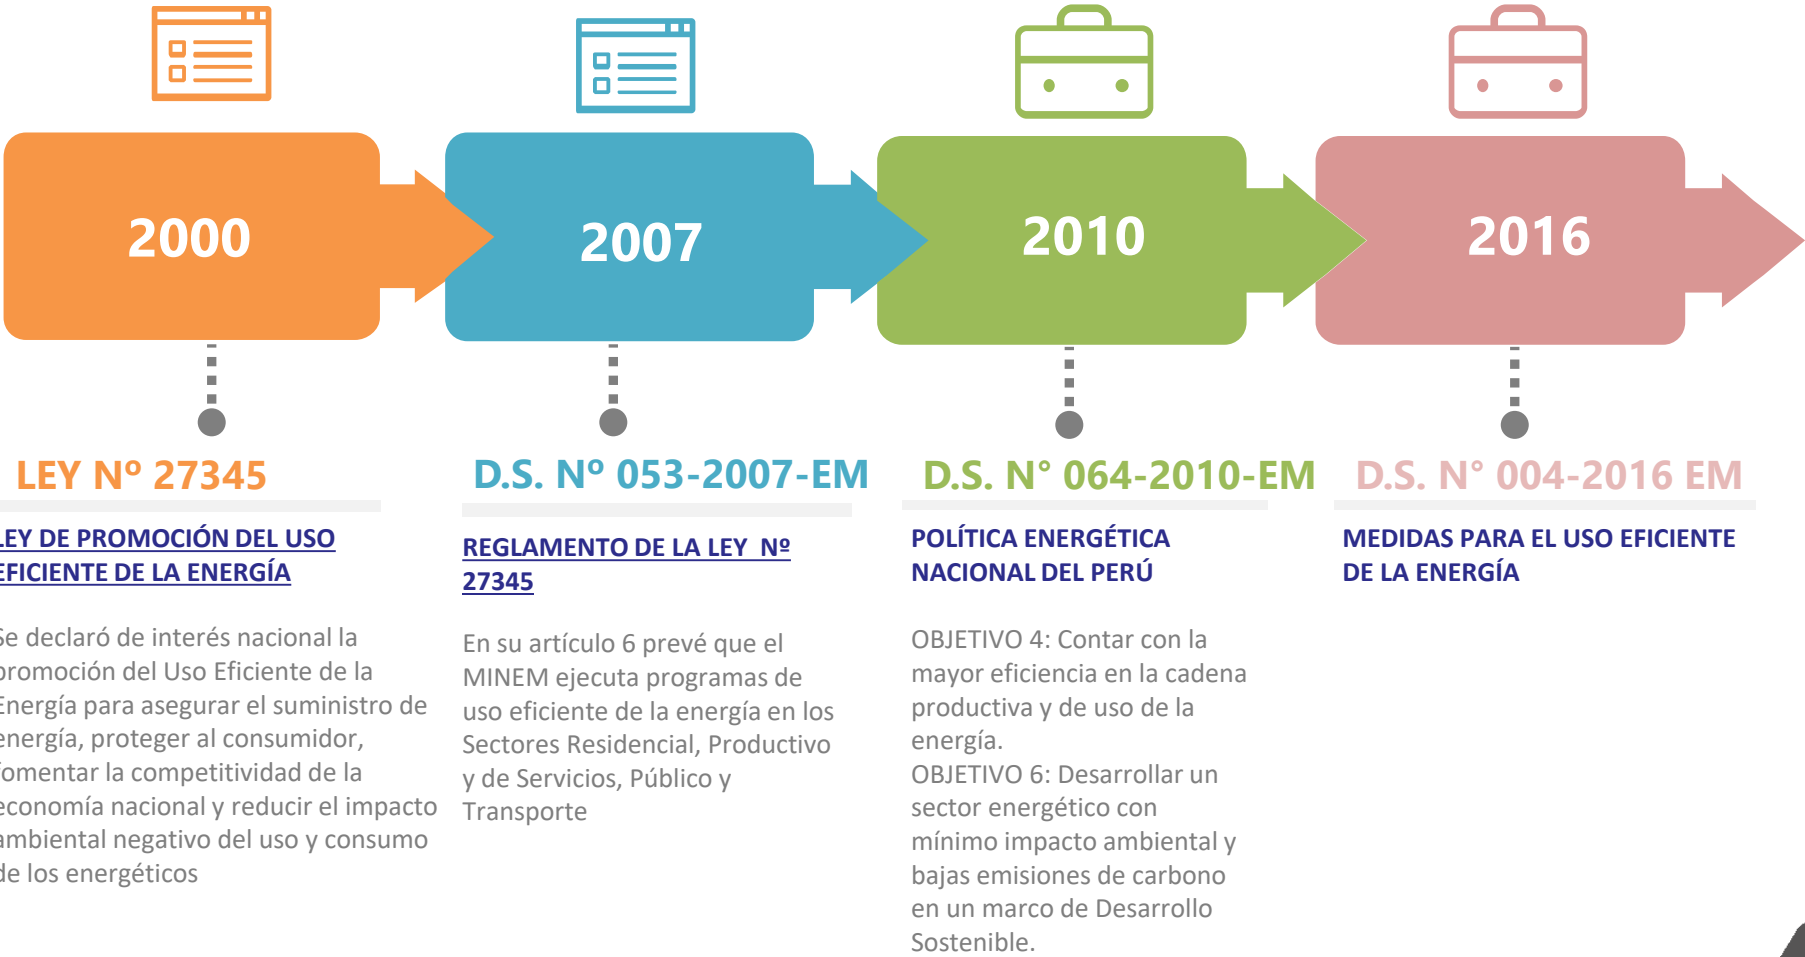 2000
2007
2010
2016
LEY Nº 27345
LEY DE PROMOCIÓN DEL USO
EFICIENTE DE LA ENERGÍA
Se declaró de interés nacional la
promoción del Uso Eficiente de la
Energía para asegurar el suministro de
energía, proteger al consumidor,
fomentar la competitividad de la
economía nacional y reducir el impacto
ambiental negativo del uso y consumo
de los energéticos
D.S. Nº 053-2007-EM
REGLAMENTO DE LA LEY Nº
27345
En su artículo 6 prevé que el
MINEM ejecuta programas de
uso eficiente de la energía en los
Sectores Residencial, Productivo
y de Servicios, Público y
Transporte
D.S. N° 064-2010-EM
POLÍTICA ENERGÉTICA
NACIONAL DEL PERÚ
OBJETIVO 4: Contar con la
mayor eficiencia en la cadena
productiva y de uso de la
energía.
OBJETIVO 6: Desarrollar un
sector energético con
mínimo impacto ambiental y
bajas emisiones de carbono
en un marco de Desarrollo
Sostenible.
D.S. N° 004-2016 EM
MEDIDAS PARA EL USO EFICIENTE
DE LA ENERGÍA